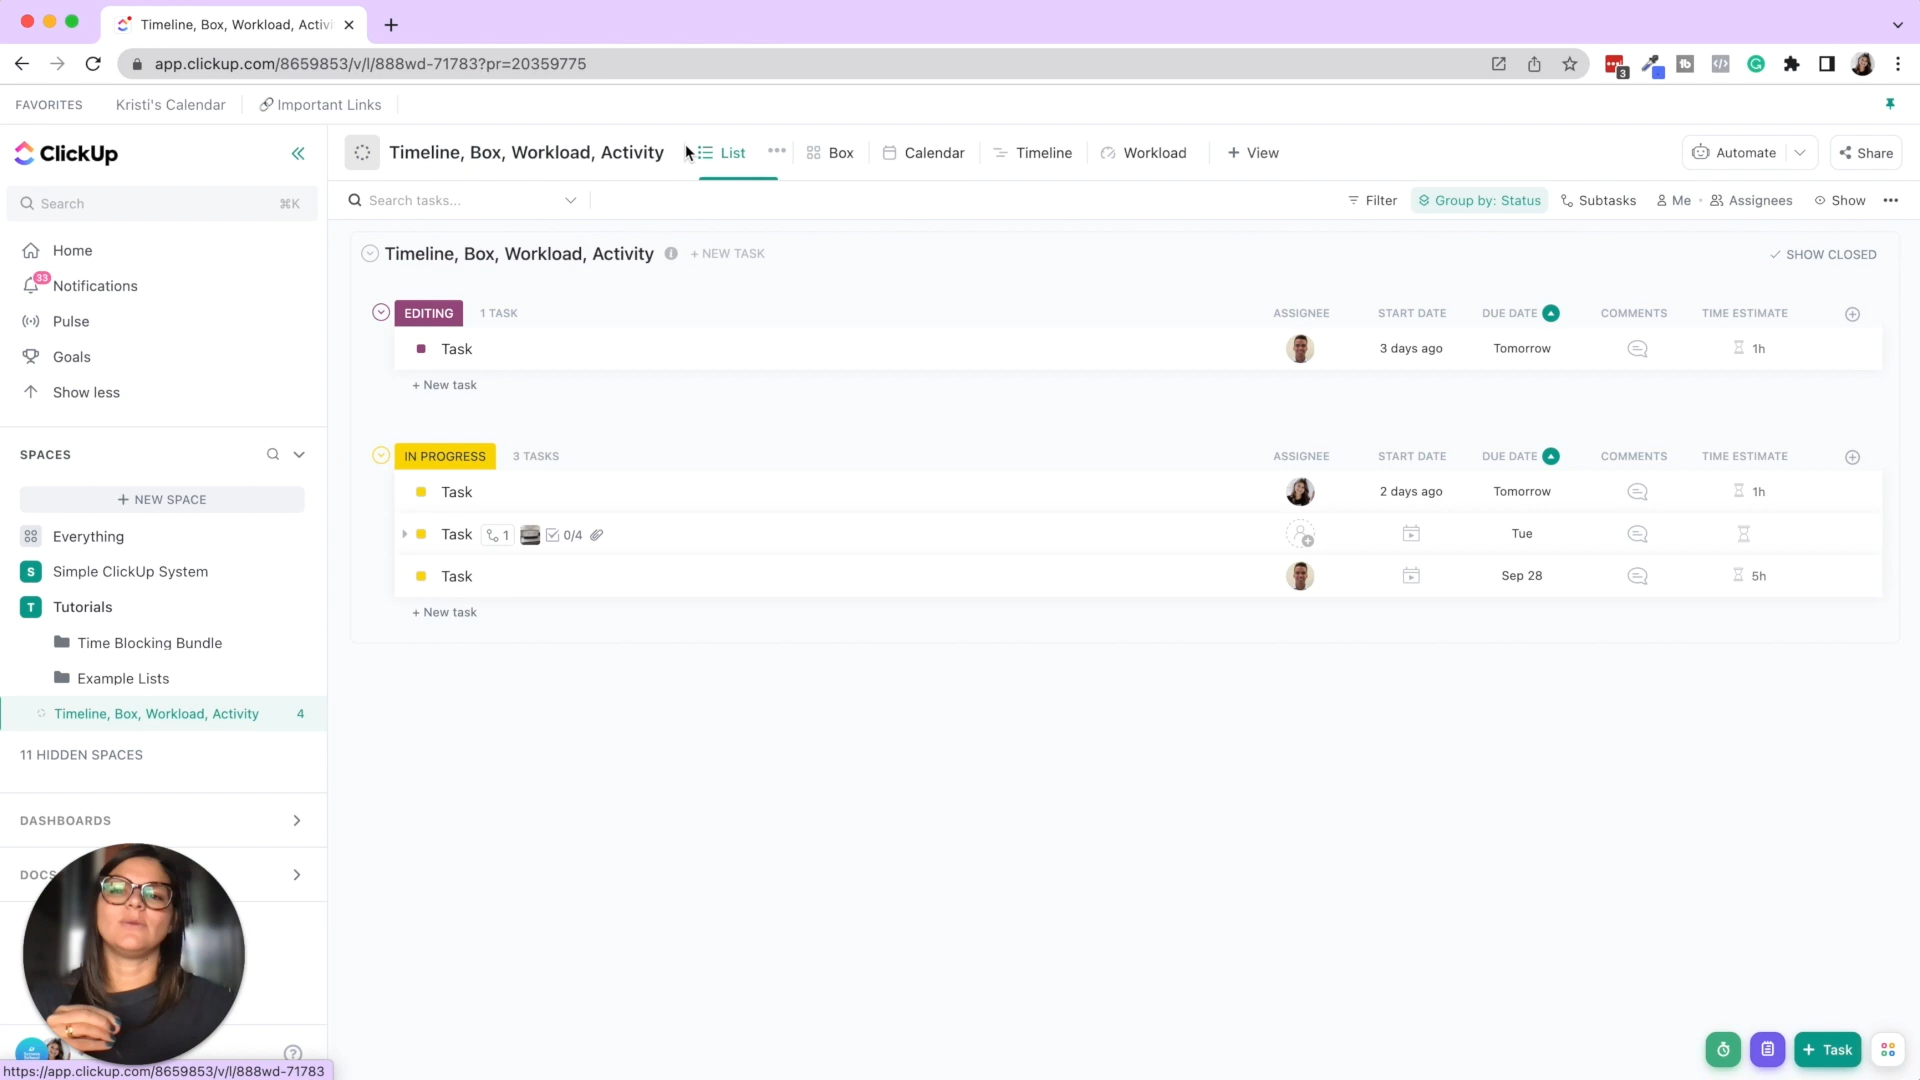 Timeline, Box, Workload, Activi
app.clickup.com/8659853/v/l/888wd-71783?pr=20359775
3
FAVORITES Kristi's Calendar Important Links
ClickUp
Timeline, Box, Workload, Activity List Box Calendar Timeline Workload + View Automate Share
Search ⌘K
Search tasks... Filter Group by: Status Subtasks Me Assignees Show
Home
33
Notifications
Pulse
Goals
Show less
Timeline, Box, Workload, Activity + NEW TASK SHOW CLOSED
EDITING 1 TASK ASSIGNEE START DATE DUE DATE COMMENTS TIME ESTIMATE
Task 3 days ago Tomorrow 1h
+ New task
IN PROGRESS 3 TASKS ASSIGNEE START DATE DUE DATE COMMENTS TIME ESTIMATE
Task 2 days ago Tomorrow 1h
Task 1 0/4 Tue
Task Sep 28 5h
+ New task
SPACES
+ NEW SPACE
Everything
S Simple ClickUp System
T Tutorials
Time Blocking Bundle
Example Lists
Timeline, Box, Workload, Activity 4
11 HIDDEN SPACES
DASHBOARDS
DOCS
+ Task
https://app.clickup.com/8659853/v/l/888wd-71783